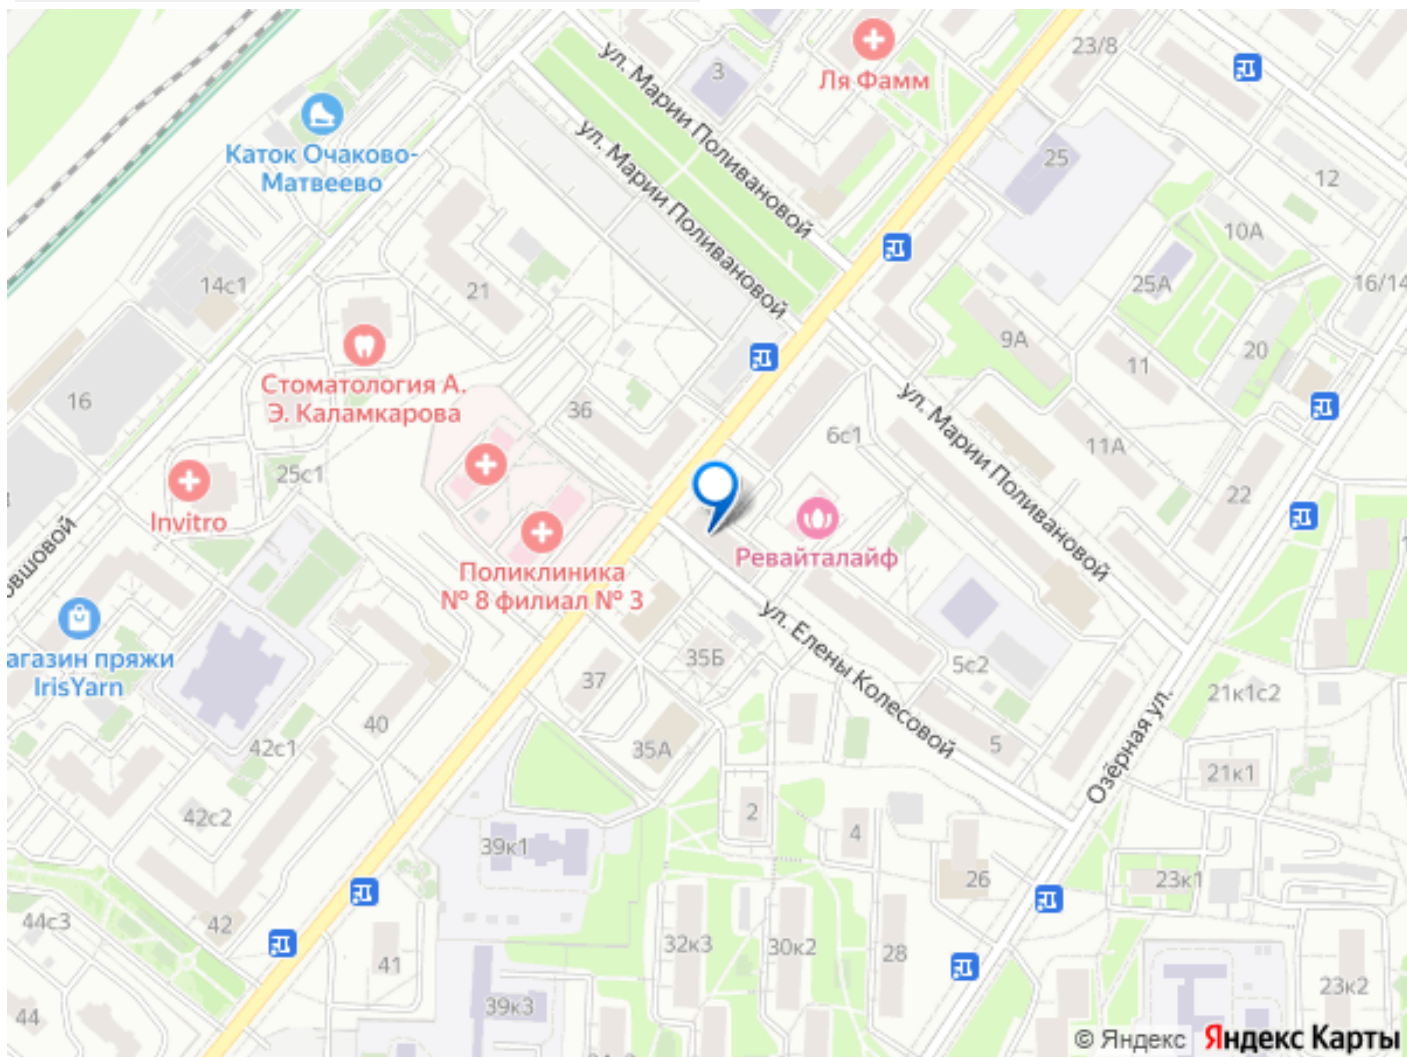 23/8
3
Ля Фамм
ул. Марии Поливановой
Каток Очаково-
Матвеево
ул. Марии Поливановой
25
12
10А
14с1
21
25А
16/14
9А
11
20
Стоматология А.
Э. Каламкарова
16
36
ул. Марии Поливановой
6с1
11А
25с1
22
Invitro
Ревайталайф
Поликлиника
№ 8 филиал № 3
ул. Елены Колесовой
агазин пряжи
IrisYarn
35Б
5с2
37
21к1с2
40
42с1
35А
5
Озёрная ул.
21к1
42с2
2
4
39к1
26
23к1
44с3
42
41
32к3
30к2
28
39к3
23к2
44
© Яндекс
Яндекс Карты